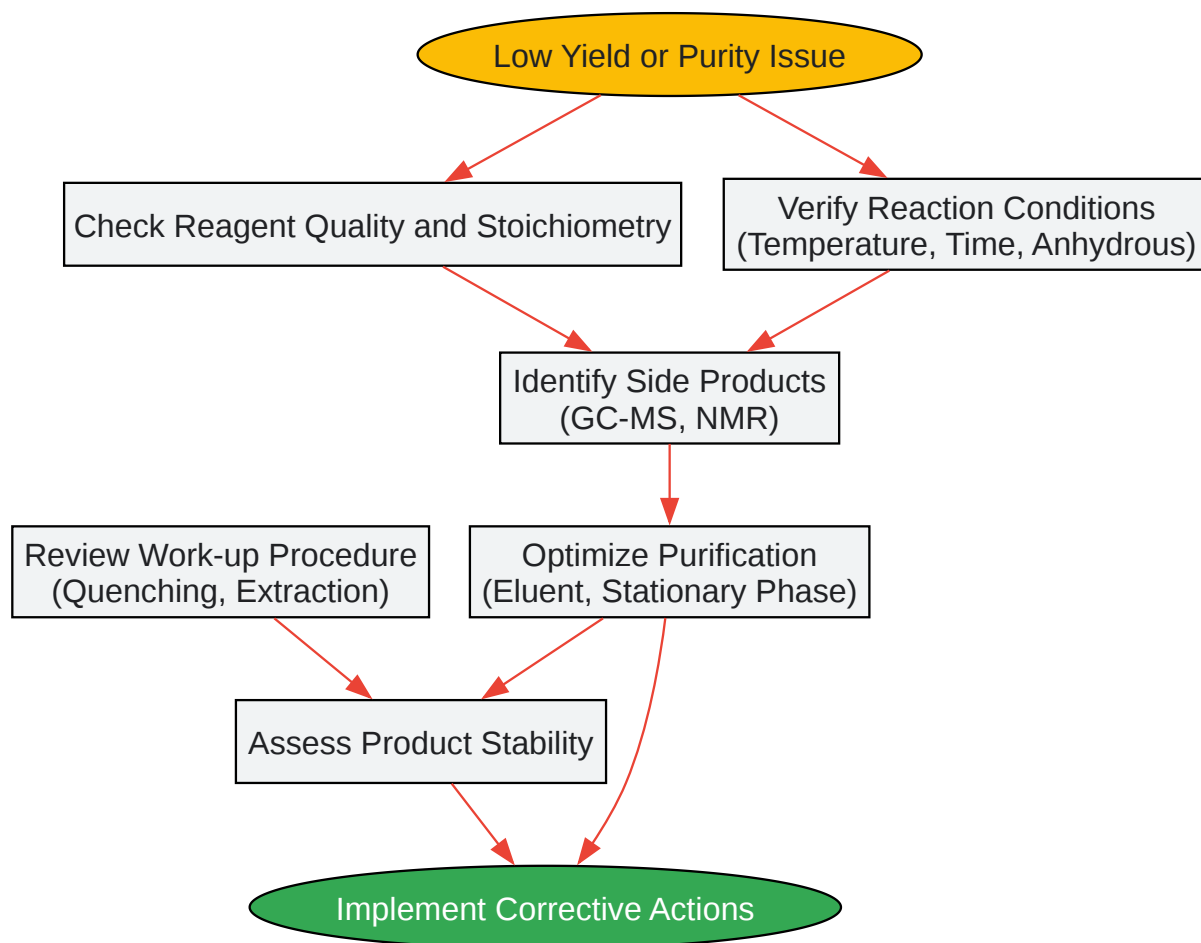 Low Yield or Purity Issue
Check Reagent Quality and Stoichiometry
Verify Reaction Conditions
(Temperature, Time, Anhydrous)
Identify Side Products
(GC-MS, NMR)
Review Work-up Procedure
(Quenching, Extraction)
Optimize Purification
(Eluent, Stationary Phase)
Assess Product Stability
Implement Corrective Actions